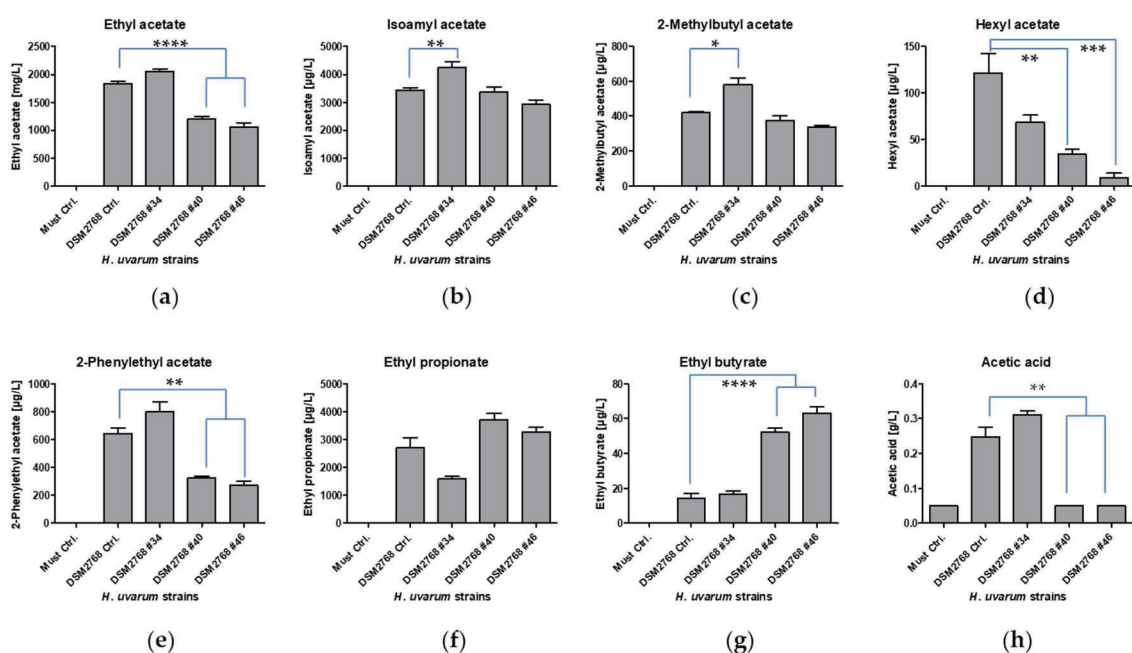 Ethyl acetate
Ethyl acetate [mg/L]
2500
2000
1500
1000
500
0
****
Must Ctrl.
DSM2768 Ctrl.
DSM2768 #34
DSM2768 #40
DSM2768 #46
H. uvarum strains
(a)
Isoamyl acetate
Isoamyl acetate [µg/L]
5000
4000
3000
2000
1000
0
**
Must Ctrl.
DSM2768 Ctrl.
DSM2768 #34
DSM2768 #40
DSM2768 #46
H. uvarum strains
(b)
2-Methylbutyl acetate
2-Methylbutyl acetate [µg/L]
800
600
400
200
0
*
Must Ctrl.
DSM2768 Ctrl.
DSM2768 #34
DSM2768 #40
DSM2768 #46
H. uvarum strains
(c)
Hexyl acetate
Hexyl acetate [µg/L]
150
100
50
0
**
***
Must Ctrl.
DSM2768 Ctrl.
DSM2768 #34
DSM2768 #40
DSM2768 #46
H. uvarum strains
(d)
2-Phenylethyl acetate
2-Phenylethyl acetate [µg/L]
1000
800
600
400
200
0
**
Must Ctrl.
DSM2768 Ctrl.
DSM2768 #34
DSM2768 #40
DSM2768 #46
H. uvarum strains
(e)
Ethyl propionate
Ethyl propionate [µg/L]
5000
4000
3000
2000
1000
0
Must Ctrl.
DSM2768 Ctrl.
DSM2768 #34
DSM2768 #40
DSM2768 #46
H. uvarum strains
(f)
Ethyl butyrate
Ethyl butyrate [µg/L]
80
60
40
20
0
****
Must Ctrl.
DSM2768 Ctrl.
DSM2768 #34
DSM2768 #40
DSM2768 #46
H. uvarum strains
(g)
Acetic acid
Acetic acid [g/L]
0.4
0.3
0.2
0.1
0.0
**
Must Ctrl.
DSM2768 Ctrl.
DSM2768 #34
DSM2768 #40
DSM2768 #46
H. uvarum strains
(h)